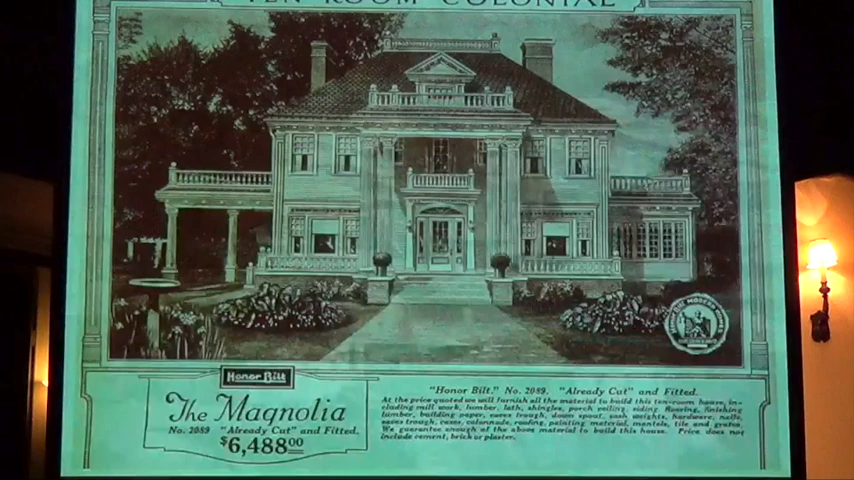 TEN ROOM COLONIAL
Honor Bilt
The Magnolia
No. 2089 "Already Cut" and Fitted.
$6,488.00
"Honor Bilt," No. 2089, "Already Cut" and Fitted.
At the price quoted we will furnish all the material to build this ten-room house, in-
cluding mill work, lumber, lath, shingles, porch ceiling, siding, flooring, finishing
lumber, building paper, eaves trough, down spout, sash weights, hardware, nails,
roofing, painting material, mantels, tile and grates.
We guarantee enough of the above material to build this house. Price does not
include cement, brick or plaster.